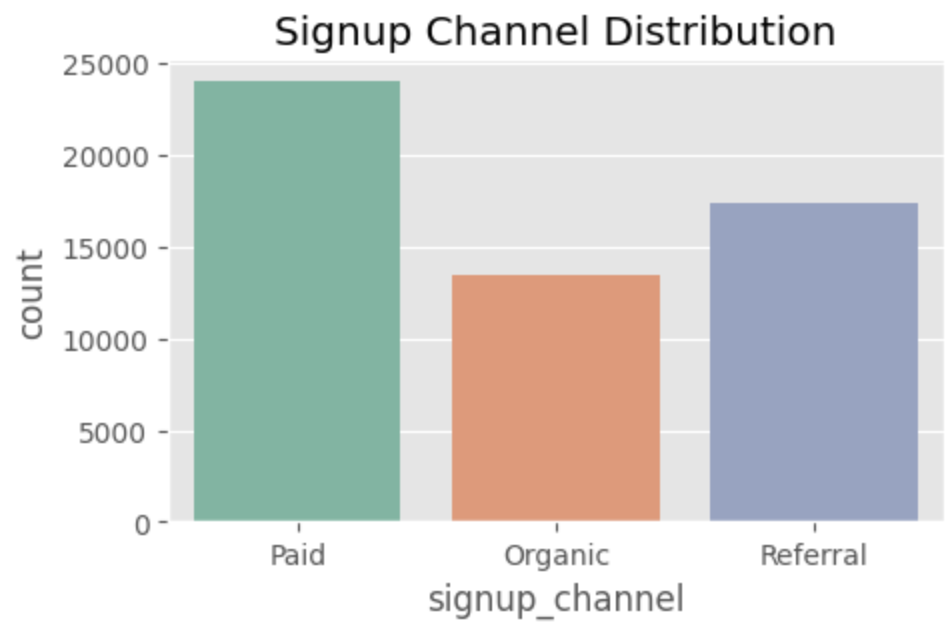 Signup Channel Distribution
25000
20000
15000
10000
5000
0
count
Paid Organic Referral
signup_channel